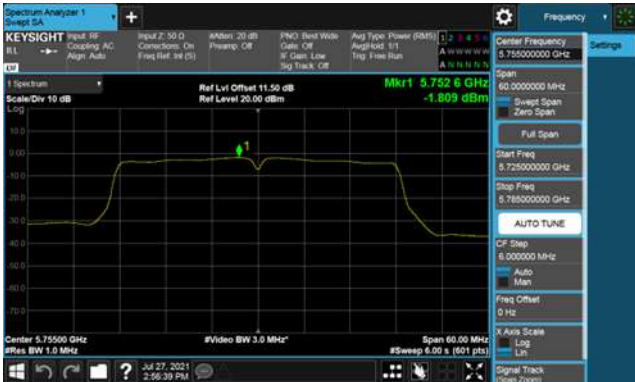 Spectrum Analyzer 1
Swept SA
Frequency
KEYSIGHT
Input: RF
Coupling: AC
Align: Auto
Input Z: 50 Ω
Corrections: On
Freq Ref: Int (S)
#Atten: 20 dB
Preamp: Off
PNO: Best Wide
Gate: Off
IF Gain: Low
Sig Track: Off
Avg Type: Power (RMS)
Avg|Hold: 1/1
Trig: Free Run
1 2 3 4 5 6
A W W W W W
A N N N N N
1 Spectrum
Scale/Div 10 dB
Log
Ref Lvl Offset 11.50 dB
Ref Level 20.00 dBm
Mkr1 5.752 6 GHz
-1.809 dBm
10.0
0.00
-10.0
-20.0
-30.0
-40.0
-50.0
-60.0
-70.0
1
Center 5.75500 GHz
#Res BW 1.0 MHz
#Video BW 3.0 MHz*
Span 60.00 MHz
#Sweep 6.00 s (601 pts)
Jul 27, 2021
2:56:39 PM
Center Frequency
5.755000000 GHz
Settings
Span
60.0000000 MHz
Swept Span
Zero Span
Full Span
Start Freq
5.725000000 GHz
Stop Freq
5.785000000 GHz
AUTO TUNE
CF Step
6.000000 MHz
Auto
Man
Freq Offset
0 Hz
X Axis Scale
Log
Lin
Signal Track
(Span Zoom)